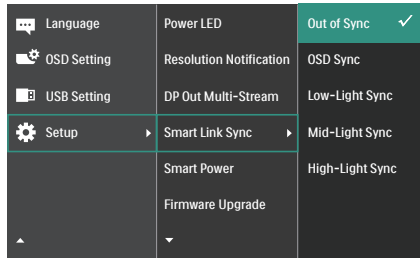 Language
OSD Setting
USB Setting
Setup
Power LED
Resolution Notification
DP Out Multi-Stream
Smart Link Sync
Smart Power
Firmware Upgrade
Out of Sync
OSD Sync
Low-Light Sync
Mid-Light Sync
High-Light Sync